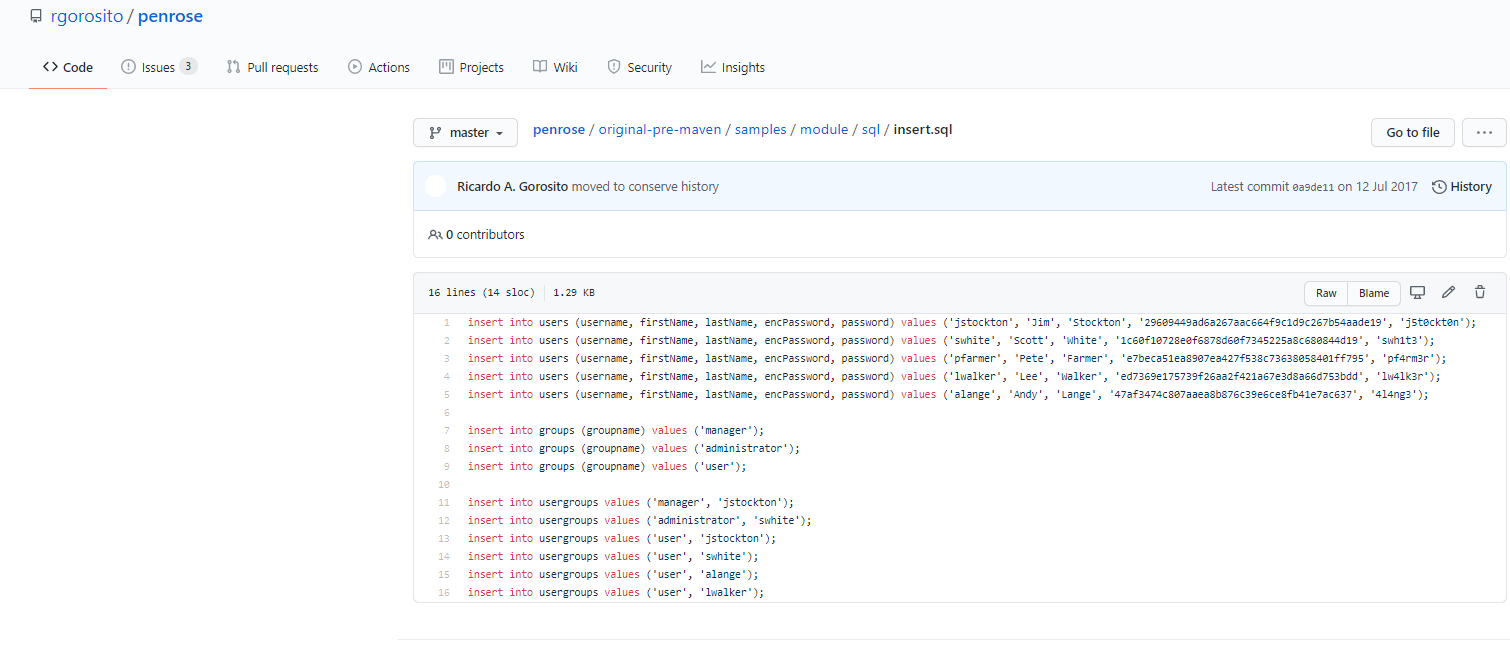 rgorosito / penrose
Code Issues 3 Pull requests Actions Projects Wiki Security Insights
master penrose / original-pre-maven / samples / module / sql / insert.sql Go to file ...
Ricardo A. Gorosito moved to conserve history Latest commit 0a9de11 on 12 Jul 2017 History
0 contributors
16 lines (14 sloc) 1.29 KB Raw Blame
1 insert into users (username, firstName, lastName, encPassword, password) values ('jstockton', 'Jim', 'Stockton', '29609449ad6a267aac664f9c1d9c267b54aade19', 'j5t0ckt0n');
2 insert into users (username, firstName, lastName, encPassword, password) values ('swhite', 'Scott', 'White', '1c60f10728e0f6878d60f7345225a8c680844d19', 'swh1t3');
3 insert into users (username, firstName, lastName, encPassword, password) values ('pfarmer', 'Pete', 'Farmer', 'e7beca51ea8907ea427f538c73638058401ff795', 'pf4rm3r');
4 insert into users (username, firstName, lastName, encPassword, password) values ('lwalker', 'Lee', 'Walker', 'ed7369e175739f26aa2f421a67e3d8a66d753bdd', 'lw4lk3r');
5 insert into users (username, firstName, lastName, encPassword, password) values ('alange', 'Andy', 'Lange', '47af3474c807aaea8b876c39e6ce8fb41e7ac637', '4l4ng3');
6
7 insert into groups (groupname) values ('manager');
8 insert into groups (groupname) values ('administrator');
9 insert into groups (groupname) values ('user');
10
11 insert into usergroups values ('manager', 'jstockton');
12 insert into usergroups values ('administrator', 'swhite');
13 insert into usergroups values ('user', 'jstockton');
14 insert into usergroups values ('user', 'swhite');
15 insert into usergroups values ('user', 'alange');
16 insert into usergroups values ('user', 'lwalker');